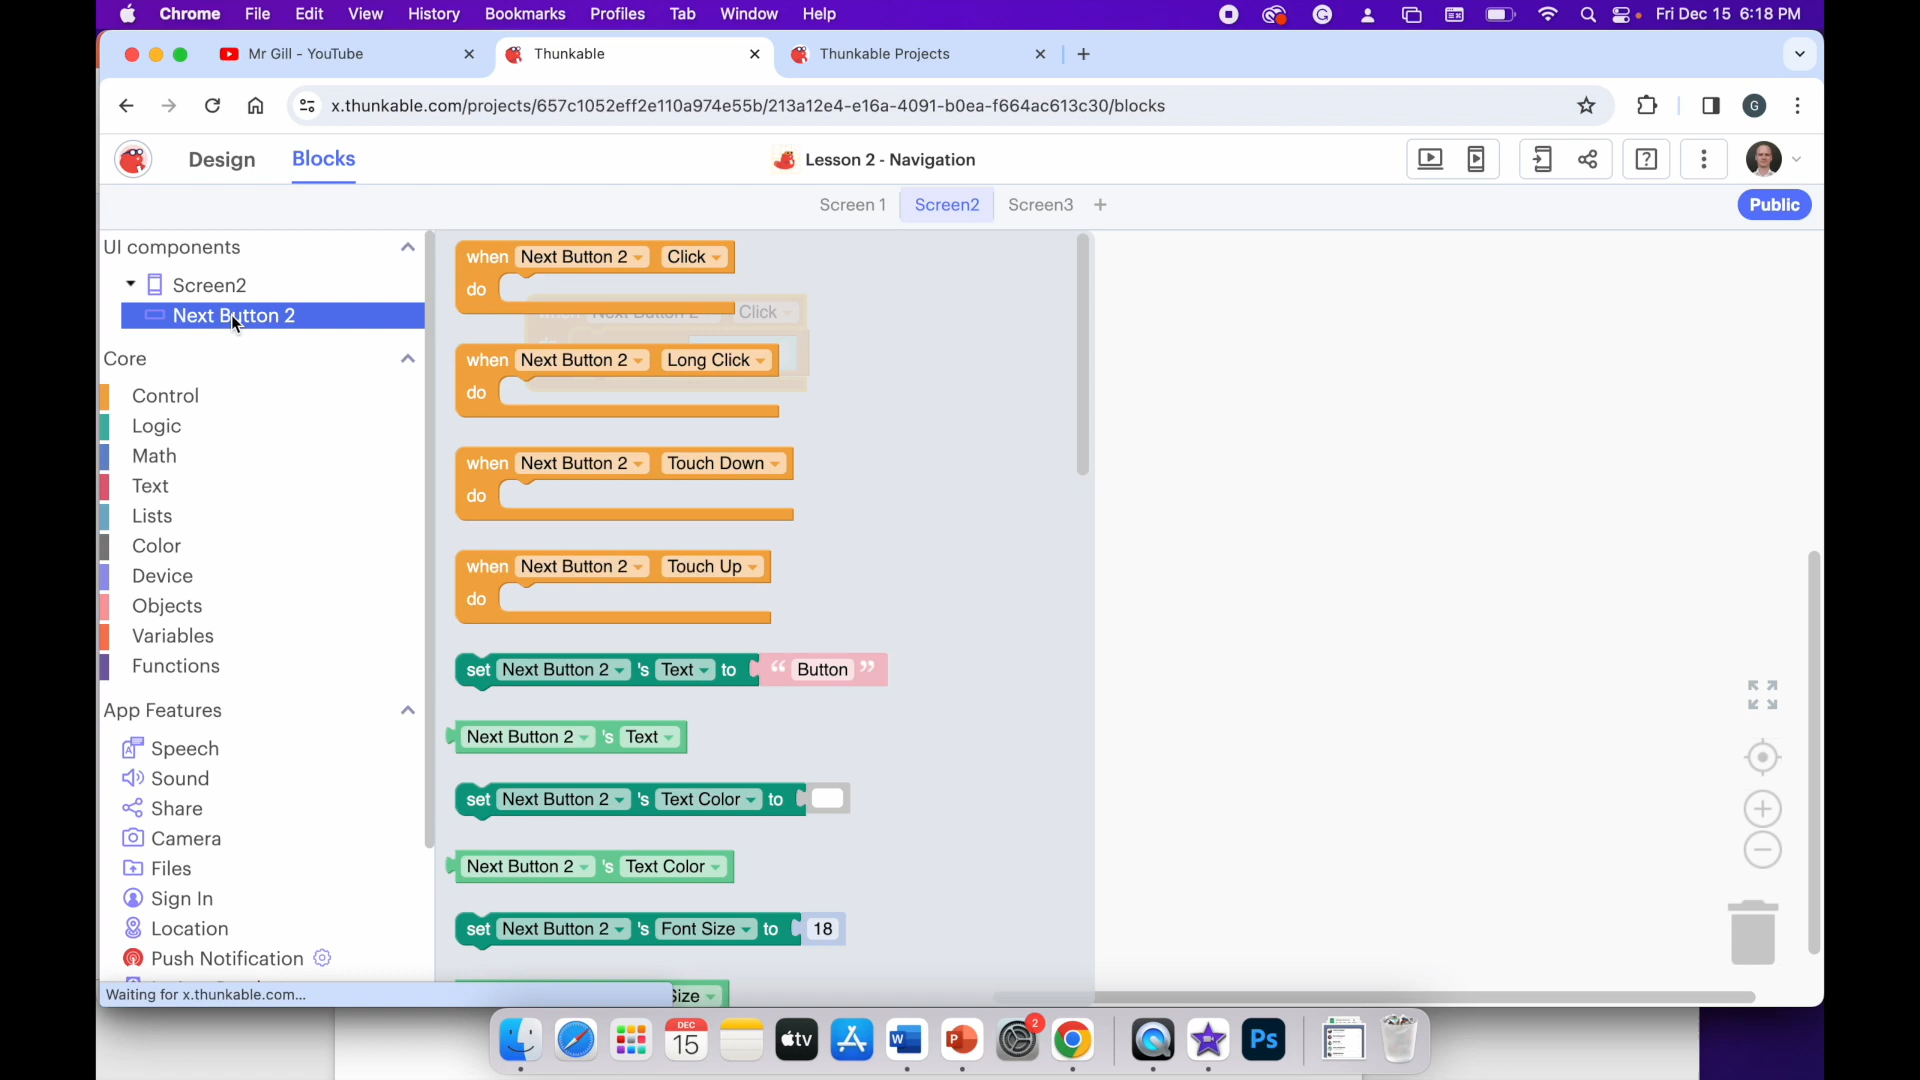 Chrome File Edit View History Bookmarks Profiles Tab Window Help Fri Dec 15 6:18 PM
Mr Gill - YouTube Thunkable Thunkable Projects
x.thunkable.com/projects/657c1052eff2e110a974e55b/213a12e4-e16a-4091-b0ea-f664ac613c30/blocks G
Design Blocks Lesson 2 - Navigation ?
Screen 1 Screen2 Screen3 + Public
UI components
Screen2
Next Button 2
Core
Control
Logic
Math
Text
Lists
Color
Device
Objects
Variables
Functions
App Features
Speech
Sound
Share
Camera
Files
Sign In
Location
Push Notification
when Next Button 2 Click
do
Click
when Next Button 2 Long Click
do
when Next Button 2 Touch Down
do
when Next Button 2 Touch Up
do
set Next Button 2 's Text to “ Button ”
Next Button 2 's Text
set Next Button 2 's Text Color to
Next Button 2 's Text Color
set Next Button 2 's Font Size to 18
Size
Waiting for x.thunkable.com...
DEC
15
tv
W
P
2
Ps